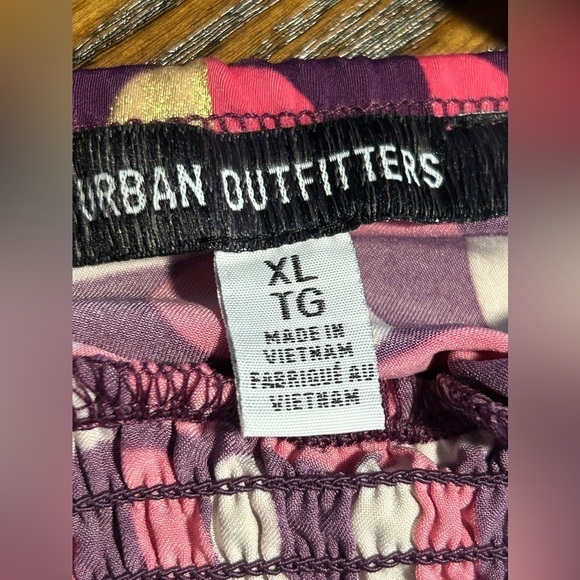 URBAN OUTFITTERS
XL
TG
MADE IN
VIETNAM
FABRIQUÉ AU
VIETNAM